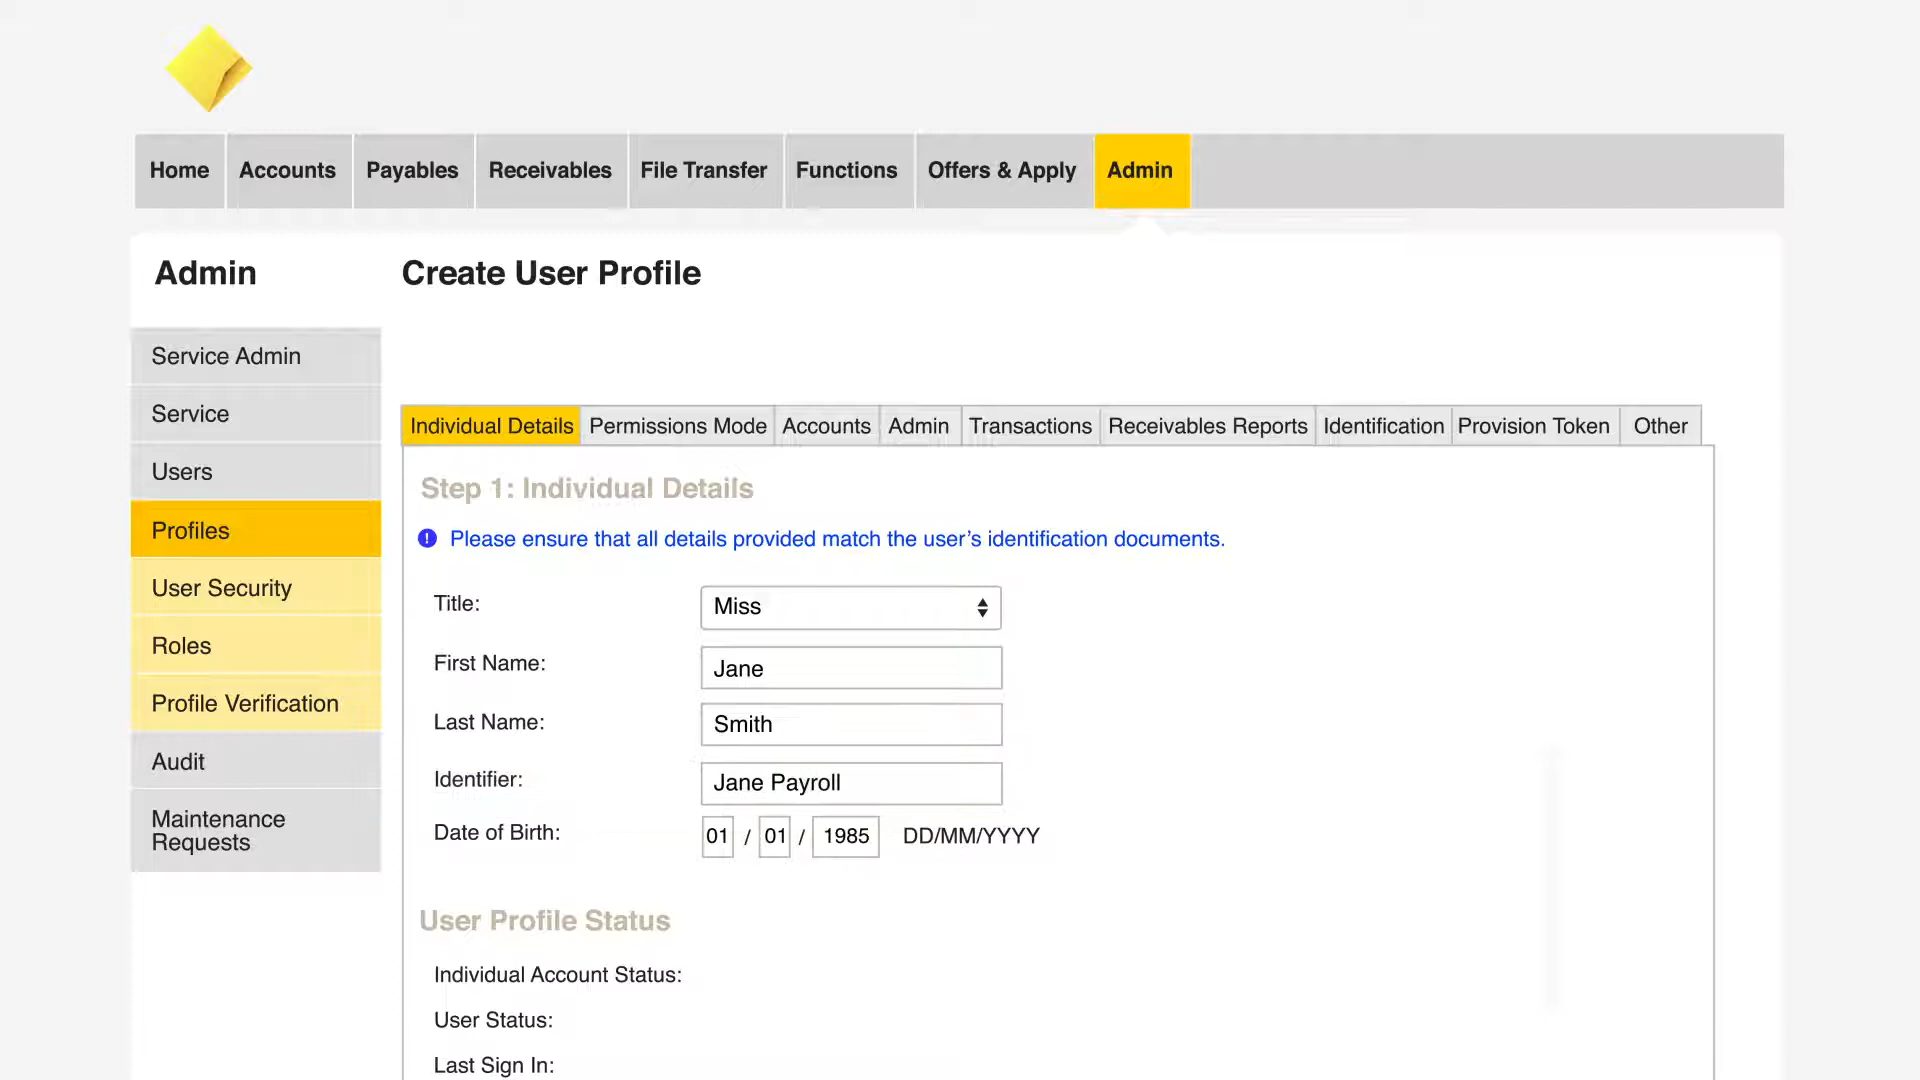 Home Accounts Payables Receivables File Transfer Functions Offers & Apply Admin
Admin
Create User Profile
Service Admin
Service
Users
Profiles
User Security
Roles
Profile Verification
Audit
Maintenance
Requests
Individual Details Permissions Mode Accounts Admin Transactions Receivables Reports Identification Provision Token Other
Step 1: Individual Details
! Please ensure that all details provided match the user’s identification documents.
Title: Miss
First Name: Jane
Last Name: Smith
Identifier: Jane Payroll
Date of Birth: 01 / 01 / 1985 DD/MM/YYYY
User Profile Status
Individual Account Status:
User Status:
Last Sign In: